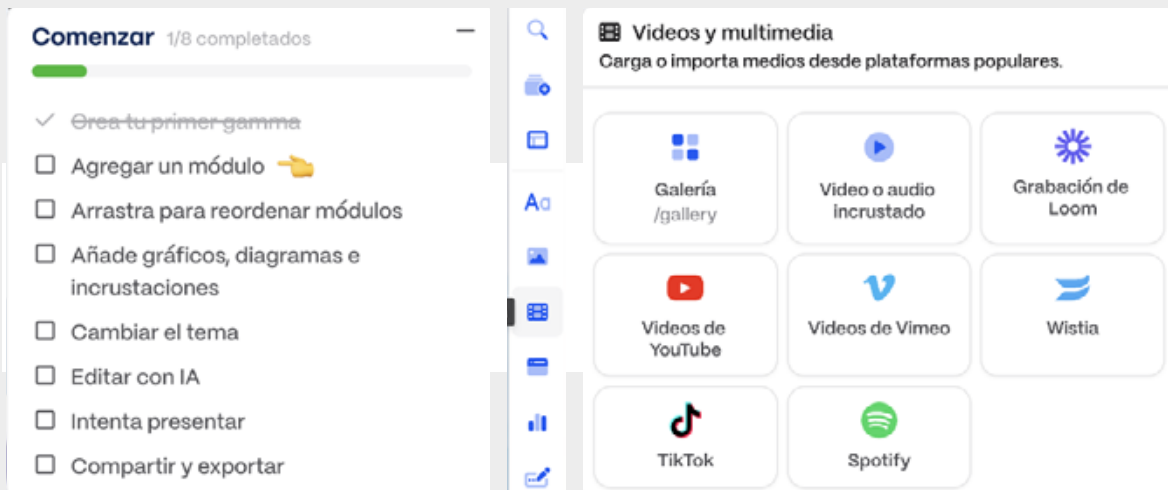 Comenzar 1/8 completados
Crea tu primer gamma
Agregar un módulo
Arrastra para reordenar módulos
Añade gráficos, diagramas e
incrustaciones
Cambiar el tema
Editar con IA
Intenta presentar
Compartir y exportar
Aa
Videos y multimedia
Carga o importa medios desde plataformas populares.
Galería
/gallery
Video o audio
incrustado
Grabación de
Loom
Videos de
YouTube
Videos de Vimeo
Wistia
TikTok
Spotify